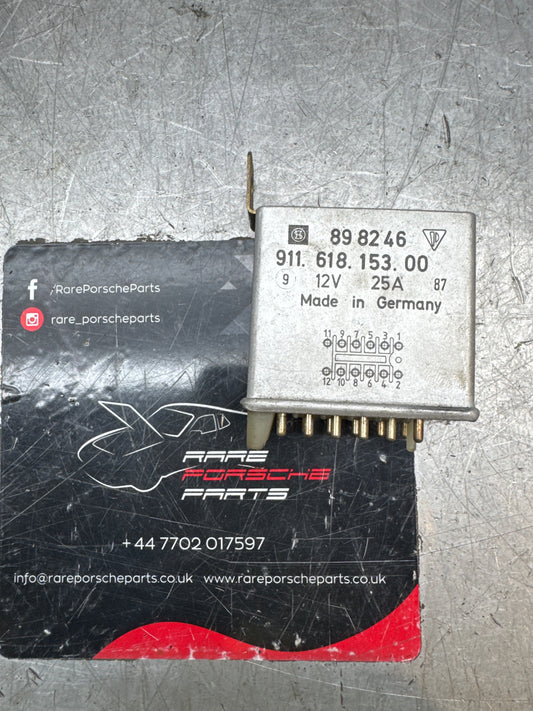 89 8246
911. 618. 153. 00
9 12V 25A 87
Made in Germany
11 9 7 5 3 1
12 10 8 6 4 2
/RarePorscheParts
rare_porscheparts
RARE
PORSCHE
PARTS
+44 7702 017597
info@rareporscheparts.co.uk www.rareporscheparts.co.uk